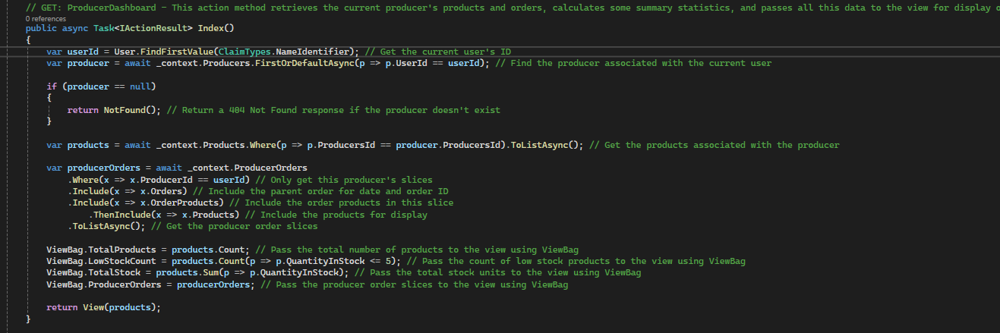 // GET: ProducerDashboard - This action method retrieves the current producer's products and orders, calculates some summary statistics, and passes all this data to the view for display
0 references
public async Task<IActionResult> Index()
{
var userId = User.FindFirstValue(ClaimTypes.NameIdentifier); // Get the current user's ID
var producer = await _context.Producers.FirstOrDefaultAsync(p => p.UserId == userId); // Find the producer associated with the current user
if (producer == null)
{
return NotFound(); // Return a 404 Not Found response if the producer doesn't exist
}
var products = await _context.Products.Where(p => p.ProducersId == producer.ProducersId).ToListAsync(); // Get the products associated with the producer
var producerOrders = await _context.ProducerOrders
.Where(x => x.ProducerId == userId) // Only get this producer's slices
.Include(x => x.Orders) // Include the parent order for date and order ID
.Include(x => x.OrderProducts) // Include the order products in this slice
.ThenInclude(x => x.Products) // Include the products for display
.ToListAsync(); // Get the producer order slices
ViewBag.TotalProducts = products.Count; // Pass the total number of products to the view using ViewBag
ViewBag.LowStockCount = products.Count(p => p.QuantityInStock <= 5); // Pass the count of low stock products to the view using ViewBag
ViewBag.TotalStock = products.Sum(p => p.QuantityInStock); // Pass the total stock units to the view using ViewBag
ViewBag.ProducerOrders = producerOrders; // Pass the producer order slices to the view using ViewBag
return View(products);
}